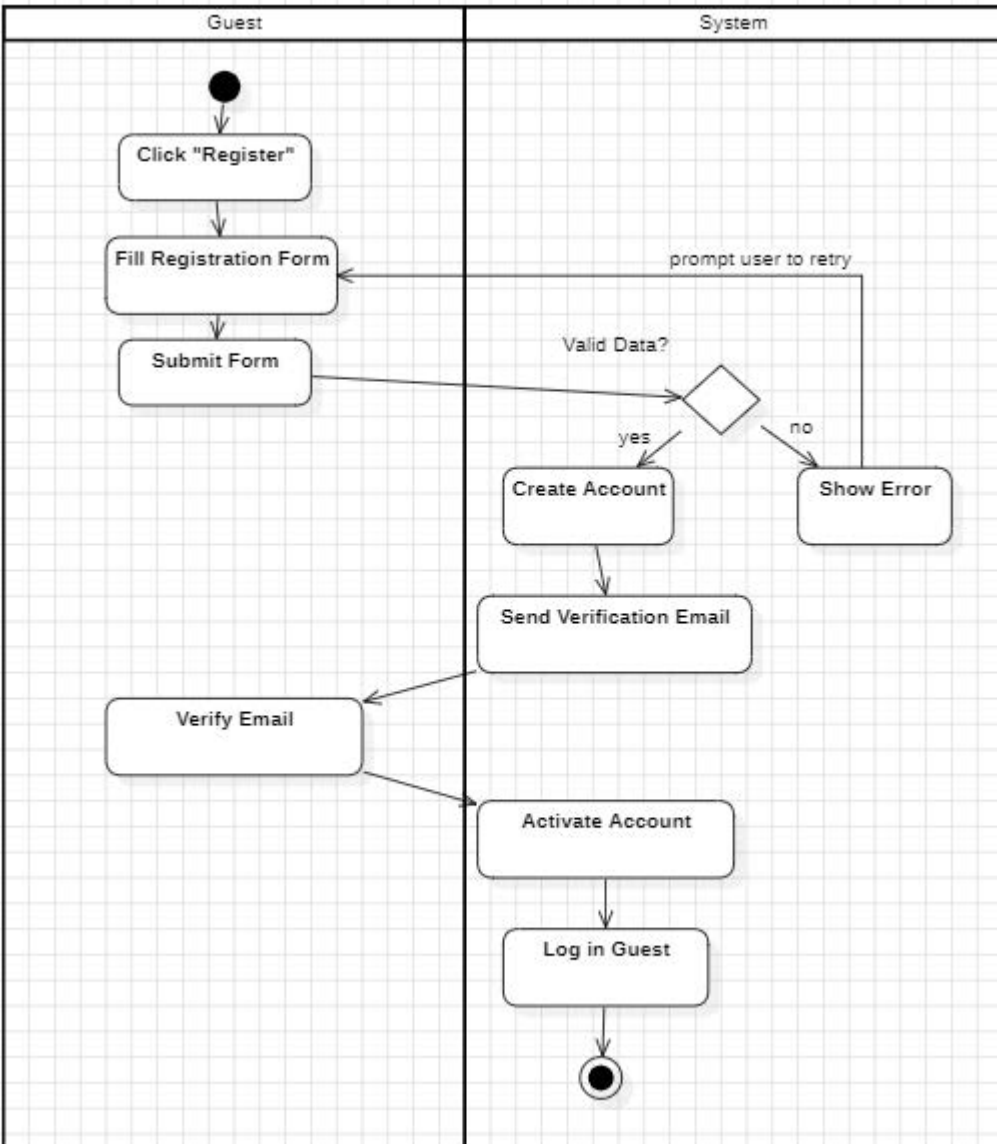 Guest
System
Click "Register"
Fill Registration Form
prompt user to retry
Valid Data?
Submit Form
yes
no
Create Account
Show Error
Send Verification Email
Verify Email
Activate Account
Log in Guest